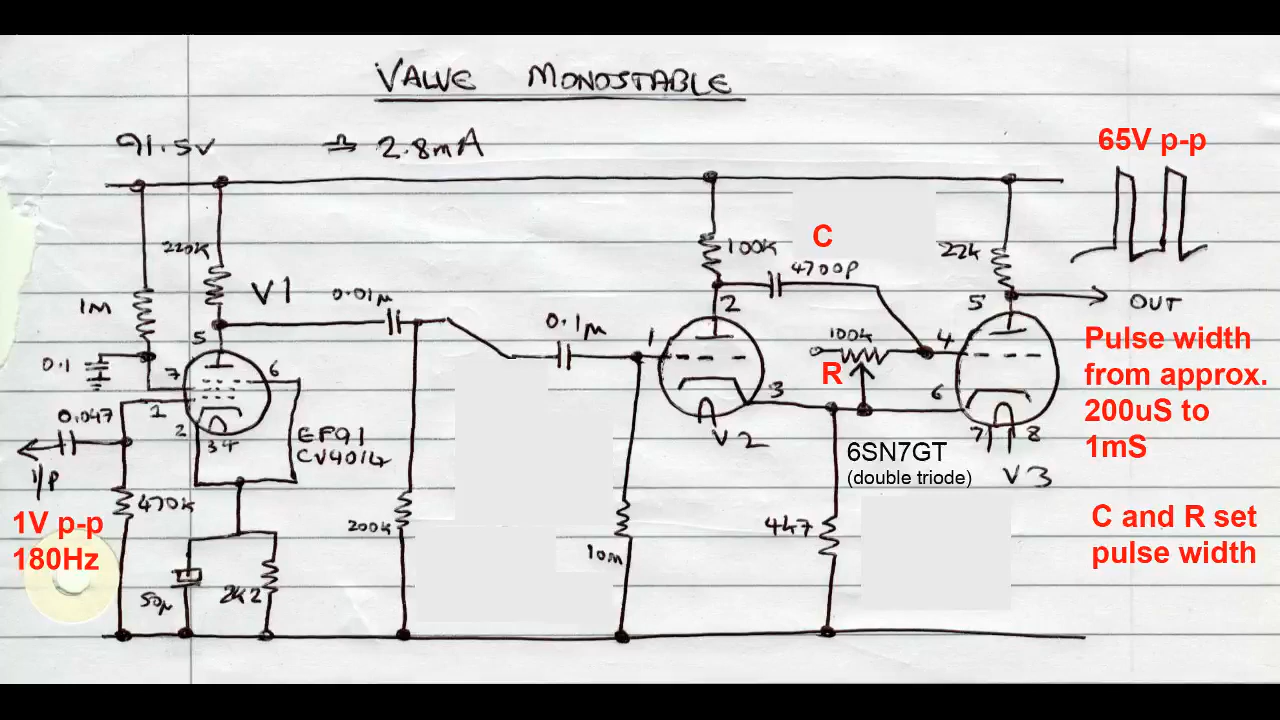 VALVE MONOSTABLE
91.5V ≏ 2.8mA
65V p-p
220K
100K
C
4700P
22K
1M
V1
0.01µ
2
5
OUT
5
0.1µ
1
100k
4
Pulse width
from approx.
200uS to
1mS
0.1
7
6
R
3
6
0.047
1
2
3 4
EF91
CV4014
V2
7
8
I/P
6SN7GT
(double triode)
V3
1V p-p
180Hz
470K
200K
4k7
10m
C and R set
pulse width
50µ
2K2